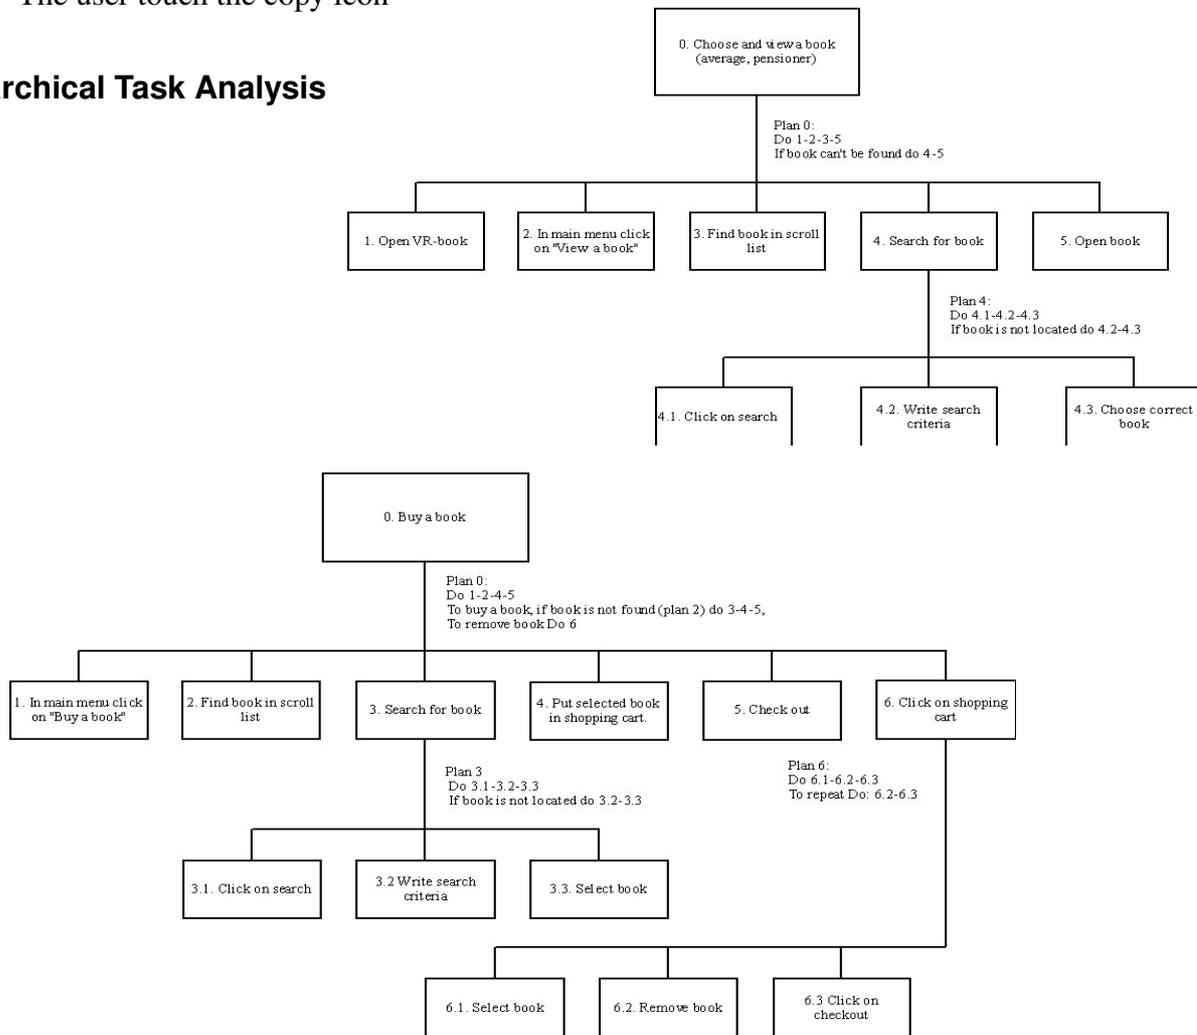 The user touch the copy icon
rchical Task Analysis
0. Choose and view a book
(average, pensioner)
Plan 0:
Do 1-2-3-5
If book can't be found do 4-5
1. Open VR-book
2. In main menu click
on "View a book"
3. Find book in scroll
list
4. Search for book
5. Open book
Plan 4:
Do 4.1-4.2-4.3
If book is not located do 4.2-4.3
4.1. Click on search
4.2. Write search
criteria
4.3. Choose correct
book
0. Buy a book
Plan 0:
Do 1-2-4-5
To buy a book, if book is not found (plan 2) do 3-4-5,
To remove book Do 6
1. In main menu click
on "Buy a book"
2. Find book in scroll
list
3. Search for book
4. Put selected book
in shopping cart.
5. Check out
6. Click on shopping
cart
Plan 3
Do 3.1-3.2-3.3
If book is not located do 3.2-3.3
Plan 6:
Do 6.1-6.2-6.3
To repeat Do: 6.2-6.3
3.1. Click on search
3.2 Write search
criteria
3.3. Select book
6.1. Select book
6.2. Remove book
6.3 Click on
checkout